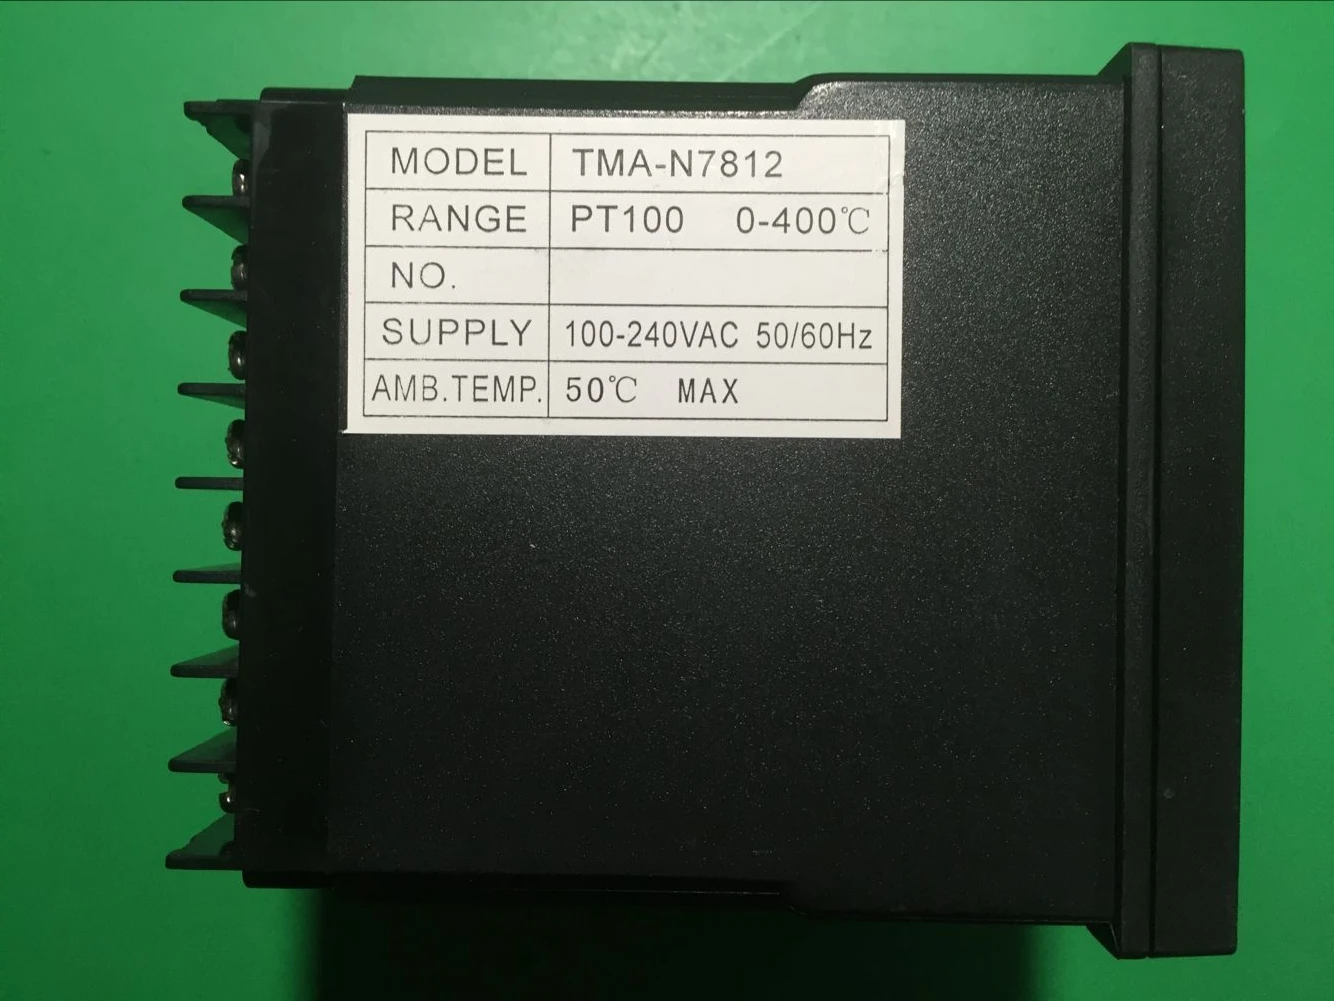 MODEL TMA-N7812
RANGE PT100 0-400℃
NO.
SUPPLY 100-240VAC 50/60Hz
AMB.TEMP. 50℃ MAX